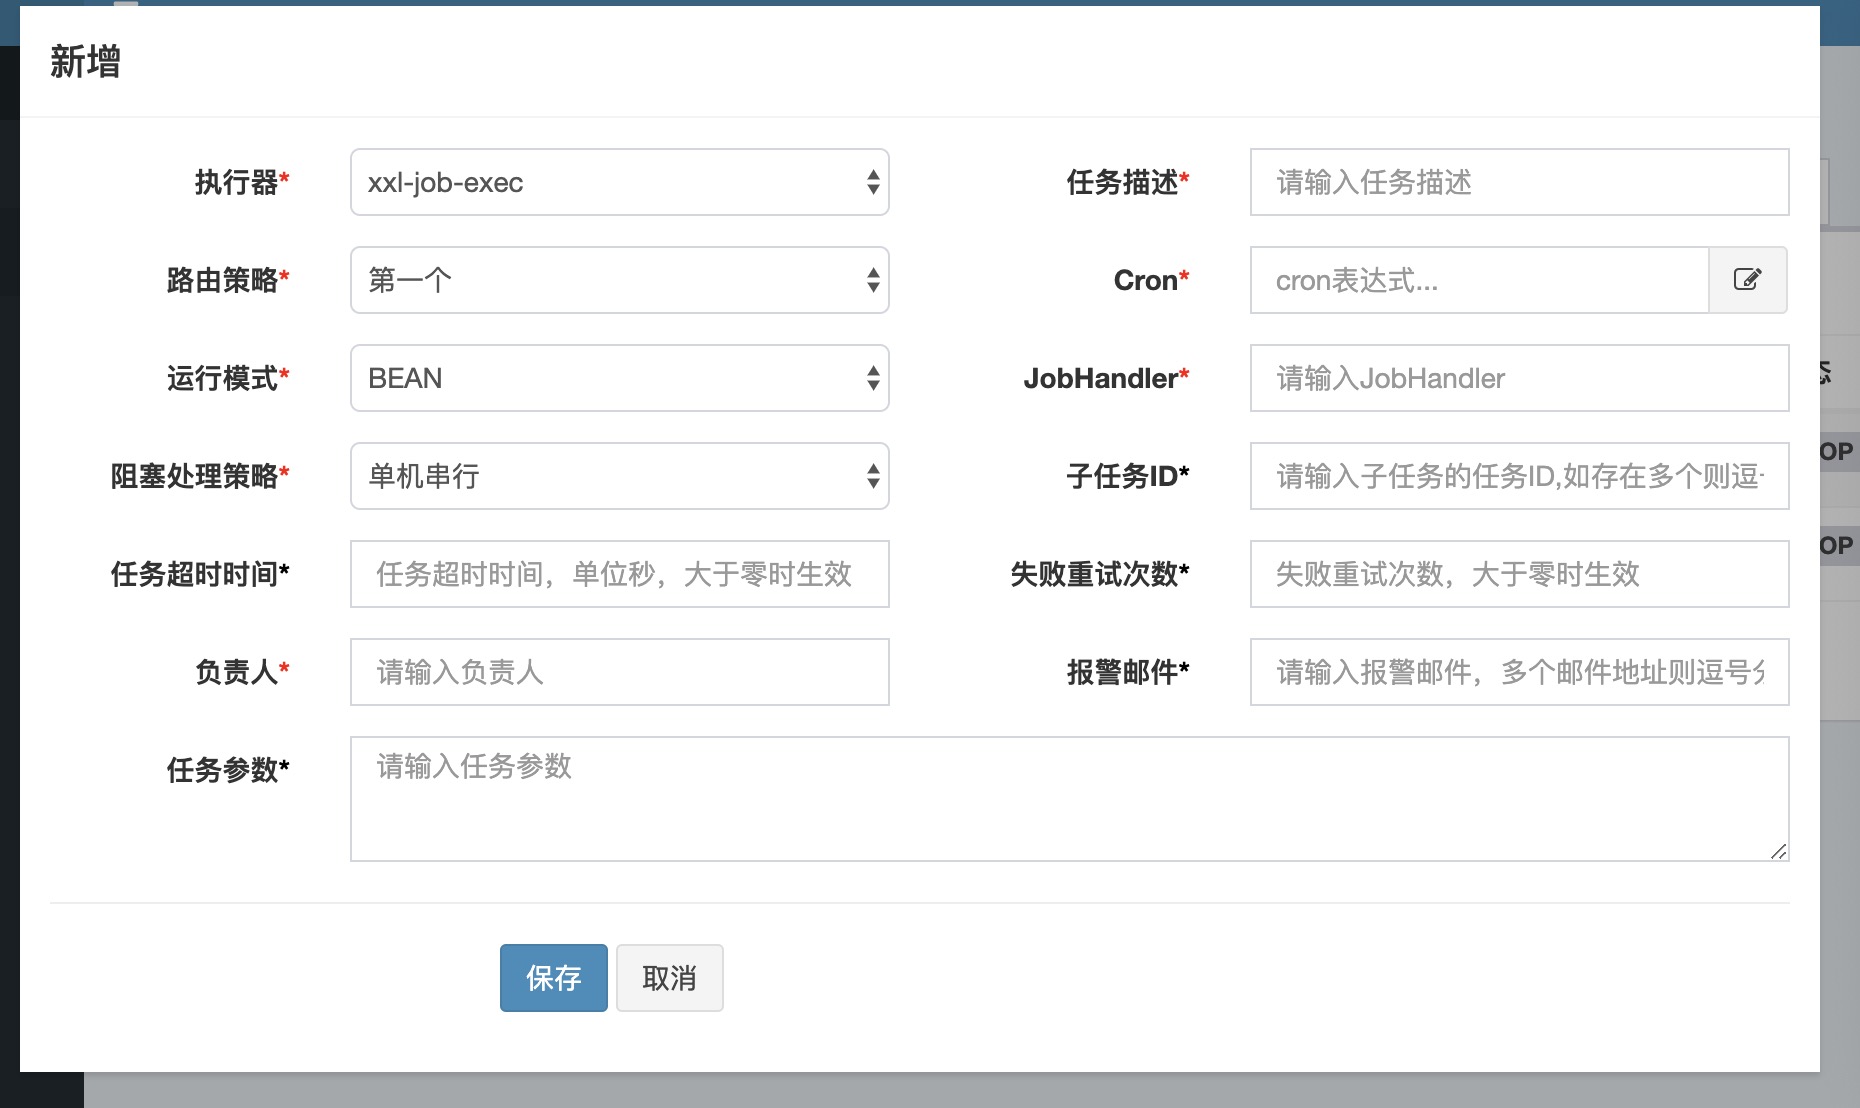 新增
执行器* xxl-job-exec 任务描述* 请输入任务描述
路由策略* 第一个 Cron* cron表达式...
运行模式* BEAN JobHandler* 请输入JobHandler
阻塞处理策略* 单机串行 子任务ID* 请输入子任务的任务ID,如存在多个则逗
任务超时时间* 任务超时时间，单位秒，大于零时生效 失败重试次数* 失败重试次数，大于零时生效
负责人* 请输入负责人 报警邮件* 请输入报警邮件，多个邮件地址则逗号分
任务参数* 请输入任务参数
保存 取消
OP
OP